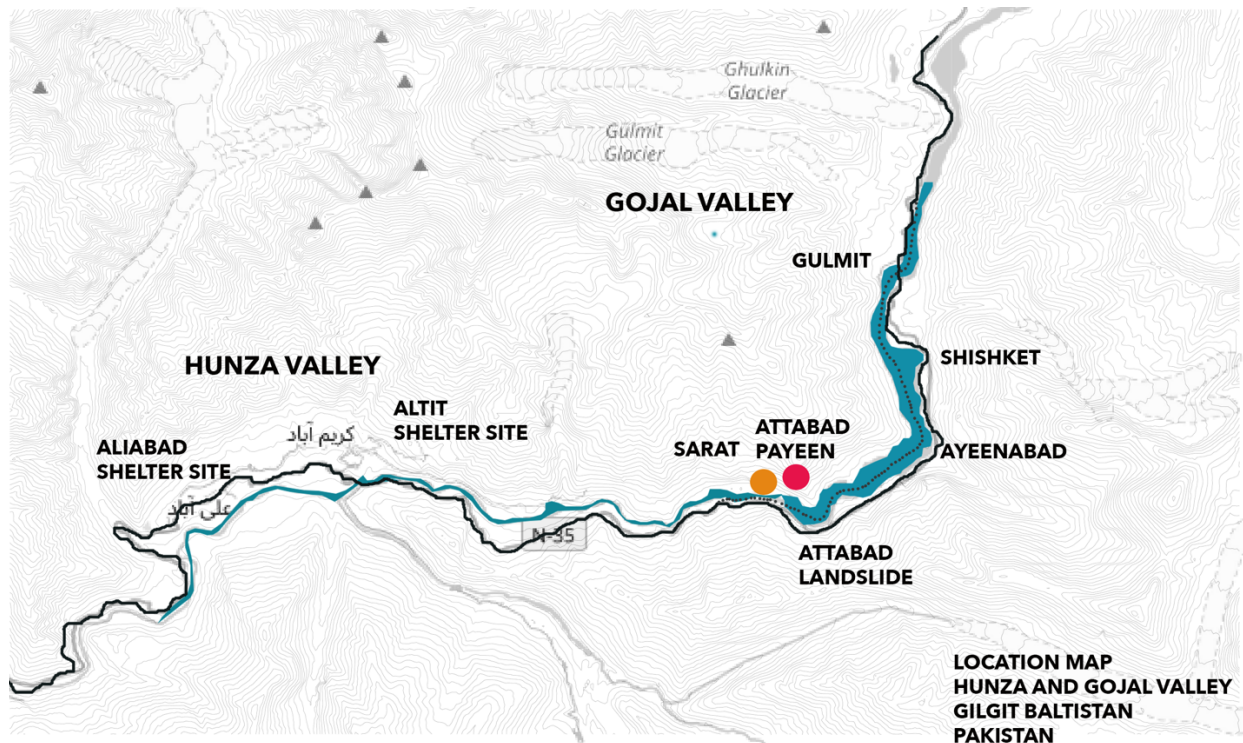 Ghulkin
Glacier
Gulmit
Glacier
GOJAL VALLEY
GULMIT
HUNZA VALLEY
SHISHKET
ALTIT
SHELTER SITE
کریم آباد
ALIABAD
SHELTER SITE
SARAT
ATTABAD
PAYEEN
AYEENABAD
علی آباد
N-35
ATTABAD
LANDSLIDE
LOCATION MAP
HUNZA AND GOJAL VALLEY
GILGIT BALTISTAN
PAKISTAN